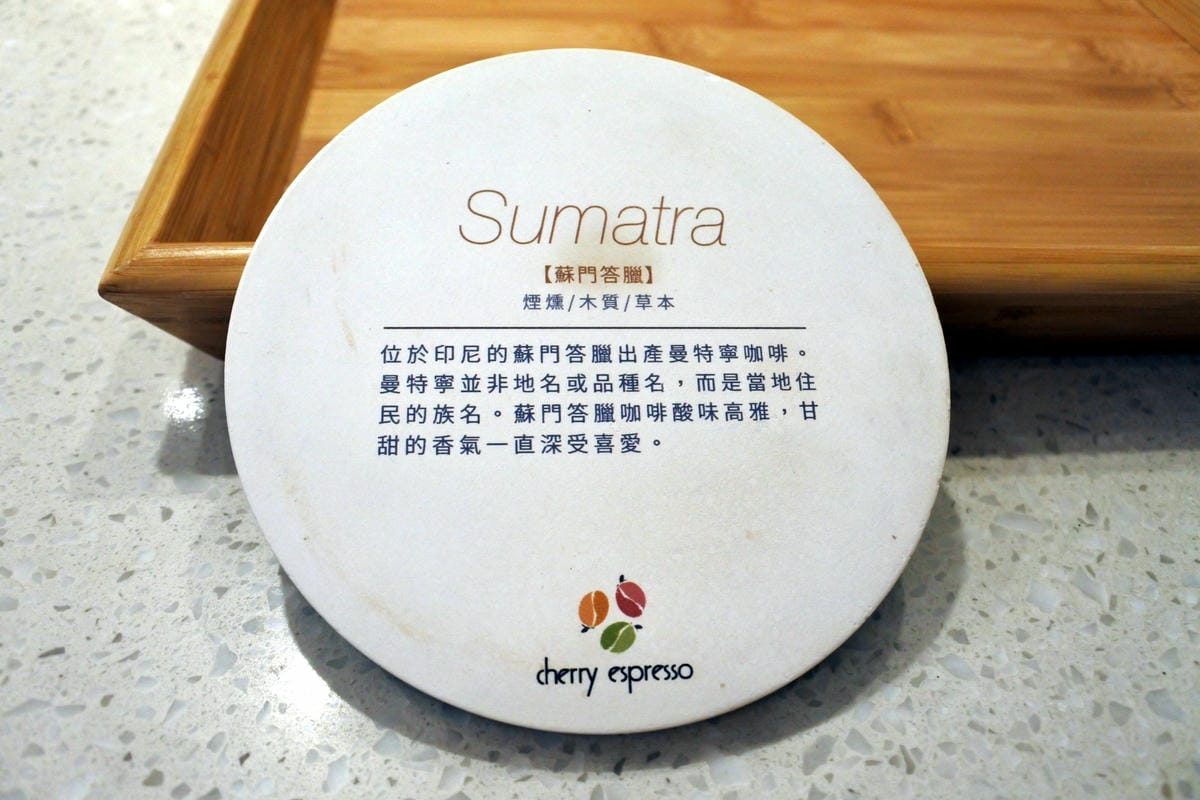 Sumatra
【蘇門答臘】
煙燻/木質/草本
位於印尼的蘇門答臘出產曼特寧咖啡。
曼特寧並非地名或品種名，而是當地住
民的族名。蘇門答臘咖啡酸味高雅，甘
甜的香氣一直深受喜愛。
cherry espresso